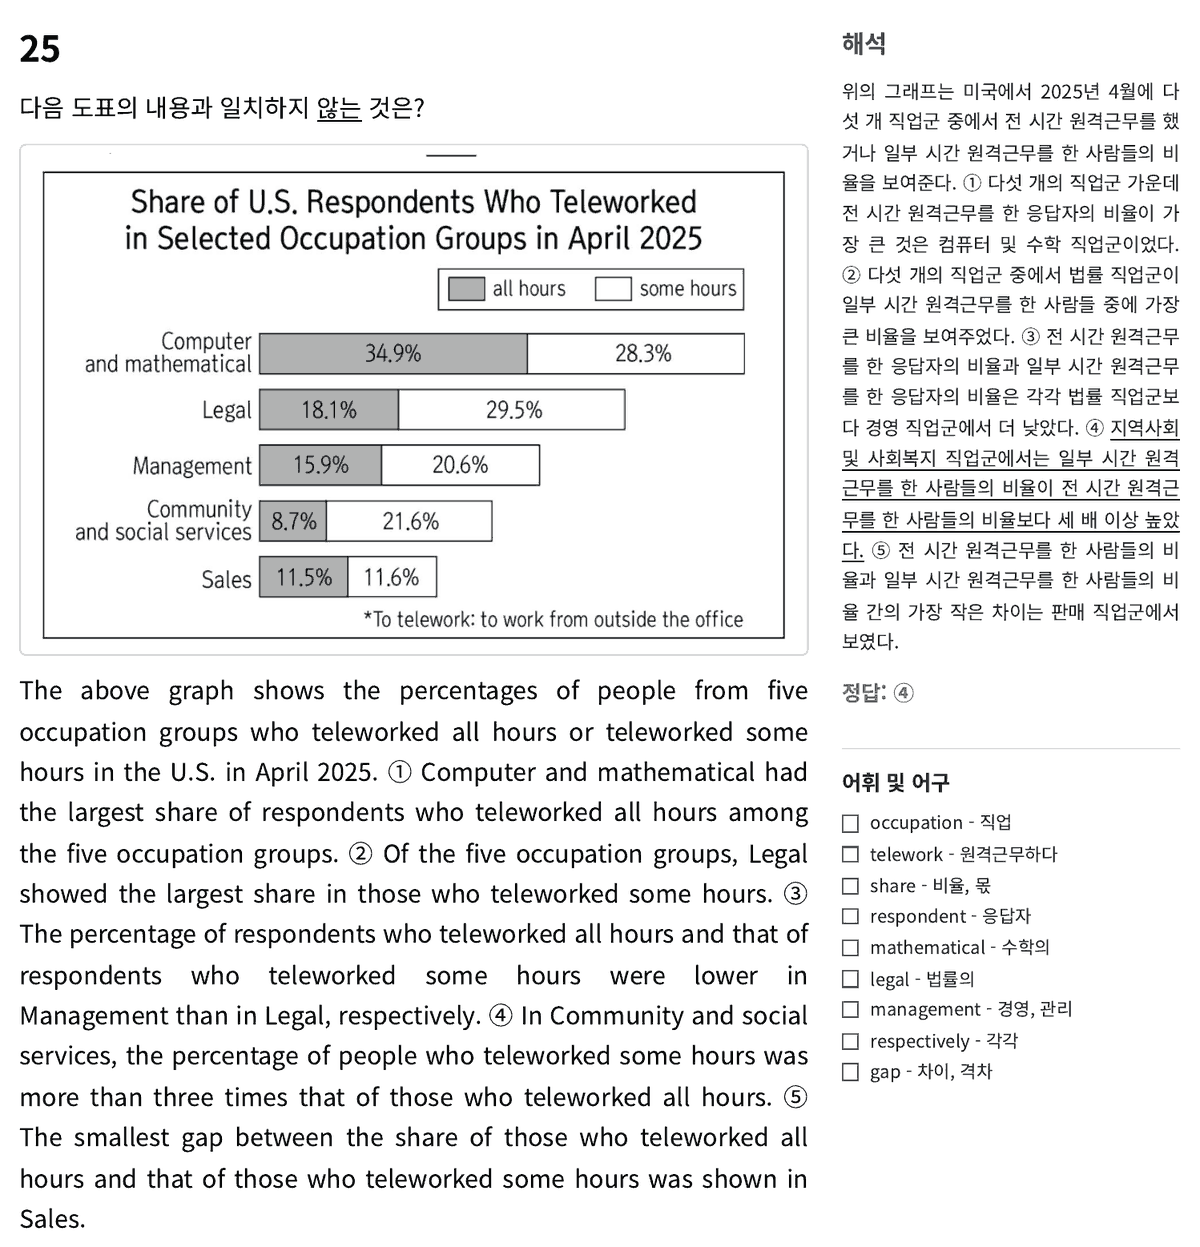 25
다음 도표의 내용과 일치하지 않는 것은?
Share of U.S. Respondents Who Teleworked
in Selected Occupation Groups in April 2025
all hours some hours
Computer
and mathematical
34.9% 28.3%
Legal 18.1% 29.5%
Management 15.9% 20.6%
Community
and social services
8.7% 21.6%
Sales 11.5% 11.6%
*To telework: to work from outside the office
The above graph shows the percentages of people from five
occupation groups who teleworked all hours or teleworked some
hours in the U.S. in April 2025. ① Computer and mathematical had
the largest share of respondents who teleworked all hours among
the five occupation groups. ② Of the five occupation groups, Legal
showed the largest share in those who teleworked some hours. ③
The percentage of respondents who teleworked all hours and that of
respondents who teleworked some hours were lower in
Management than in Legal, respectively. ④ In Community and social
services, the percentage of people who teleworked some hours was
more than three times that of those who teleworked all hours. ⑤
The smallest gap between the share of those who teleworked all
hours and that of those who teleworked some hours was shown in
Sales.
해석
위의 그래프는 미국에서 2025년 4월에 다
섯 개 직업군 중에서 전 시간 원격근무를 했
거나 일부 시간 원격근무를 한 사람들의 비
율을 보여준다. ① 다섯 개의 직업군 가운데
전 시간 원격근무를 한 응답자의 비율이 가
장 큰 것은 컴퓨터 및 수학 직업군이었다.
② 다섯 개의 직업군 중에서 법률 직업군이
일부 시간 원격근무를 한 사람들 중에 가장
큰 비율을 보여주었다. ③ 전 시간 원격근무
를 한 응답자의 비율과 일부 시간 원격근무
를 한 응답자의 비율은 각각 법률 직업군보
다 경영 직업군에서 더 낮았다. ④ 지역사회
및 사회복지 직업군에서는 일부 시간 원격
근무를 한 사람들의 비율이 전 시간 원격근
무를 한 사람들의 비율보다 세 배 이상 높았
다. ⑤ 전 시간 원격근무를 한 사람들의 비
율과 일부 시간 원격근무를 한 사람들의 비
율 간의 가장 작은 차이는 판매 직업군에서
보였다.
정답: ④
어휘 및 어구
occupation - 직업
telework - 원격근무하다
share - 비율, 몫
respondent - 응답자
mathematical - 수학의
legal - 법률의
management - 경영, 관리
respectively - 각각
gap - 차이, 격차